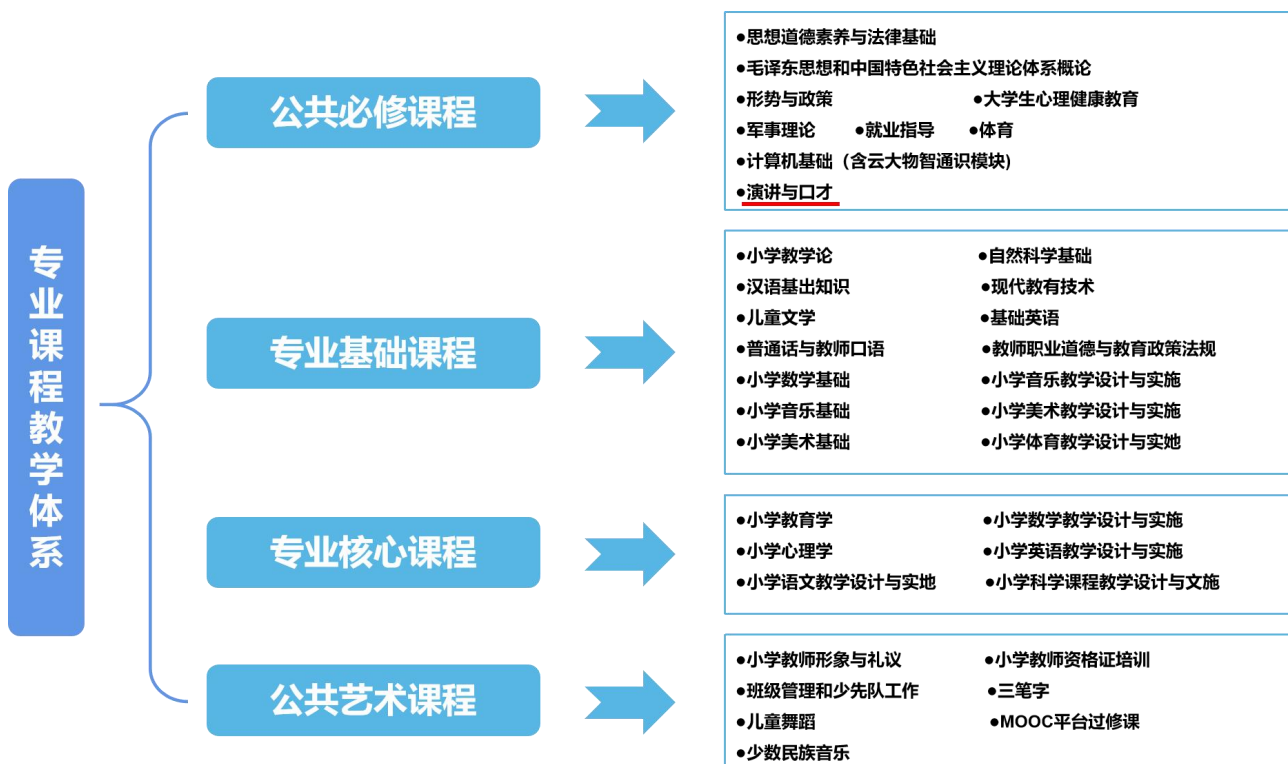 专业课程教学体系
公共必修课程
●思想道德素养与法律基础
●毛泽东思想和中国特色社会主义理论体系概论
●形势与政策 ●大学生心理健康教育
●军事理论 ●就业指导 ●体育
●计算机基础（含云大物智通识模块)
●演讲与口才
专业基础课程
●小学教学论 ●自然科学基础
●汉语基出知识 ●现代教有技术
●儿童文学 ●基础英语
●普通话与教师口语 ●教师职业道德与教育政策法规
●小学数学基础 ●小学音乐教学设计与实施
●小学音乐基础 ●小学美术教学设计与实施
●小学美术基础 ●小学体育教学设计与实她
专业核心课程
●小学教育学 ●小学数学教学设计与实施
●小学心理学 ●小学英语教学设计与实施
●小学语文教学设计与实地 ●小学科学课程教学设计与文施
公共艺术课程
●小学教师形象与礼议 ●小学教师资格证培训
●班级管理和少先队工作 ●三笔字
●儿童舞蹈 ●MOOC平台过修课
●少数民族音乐